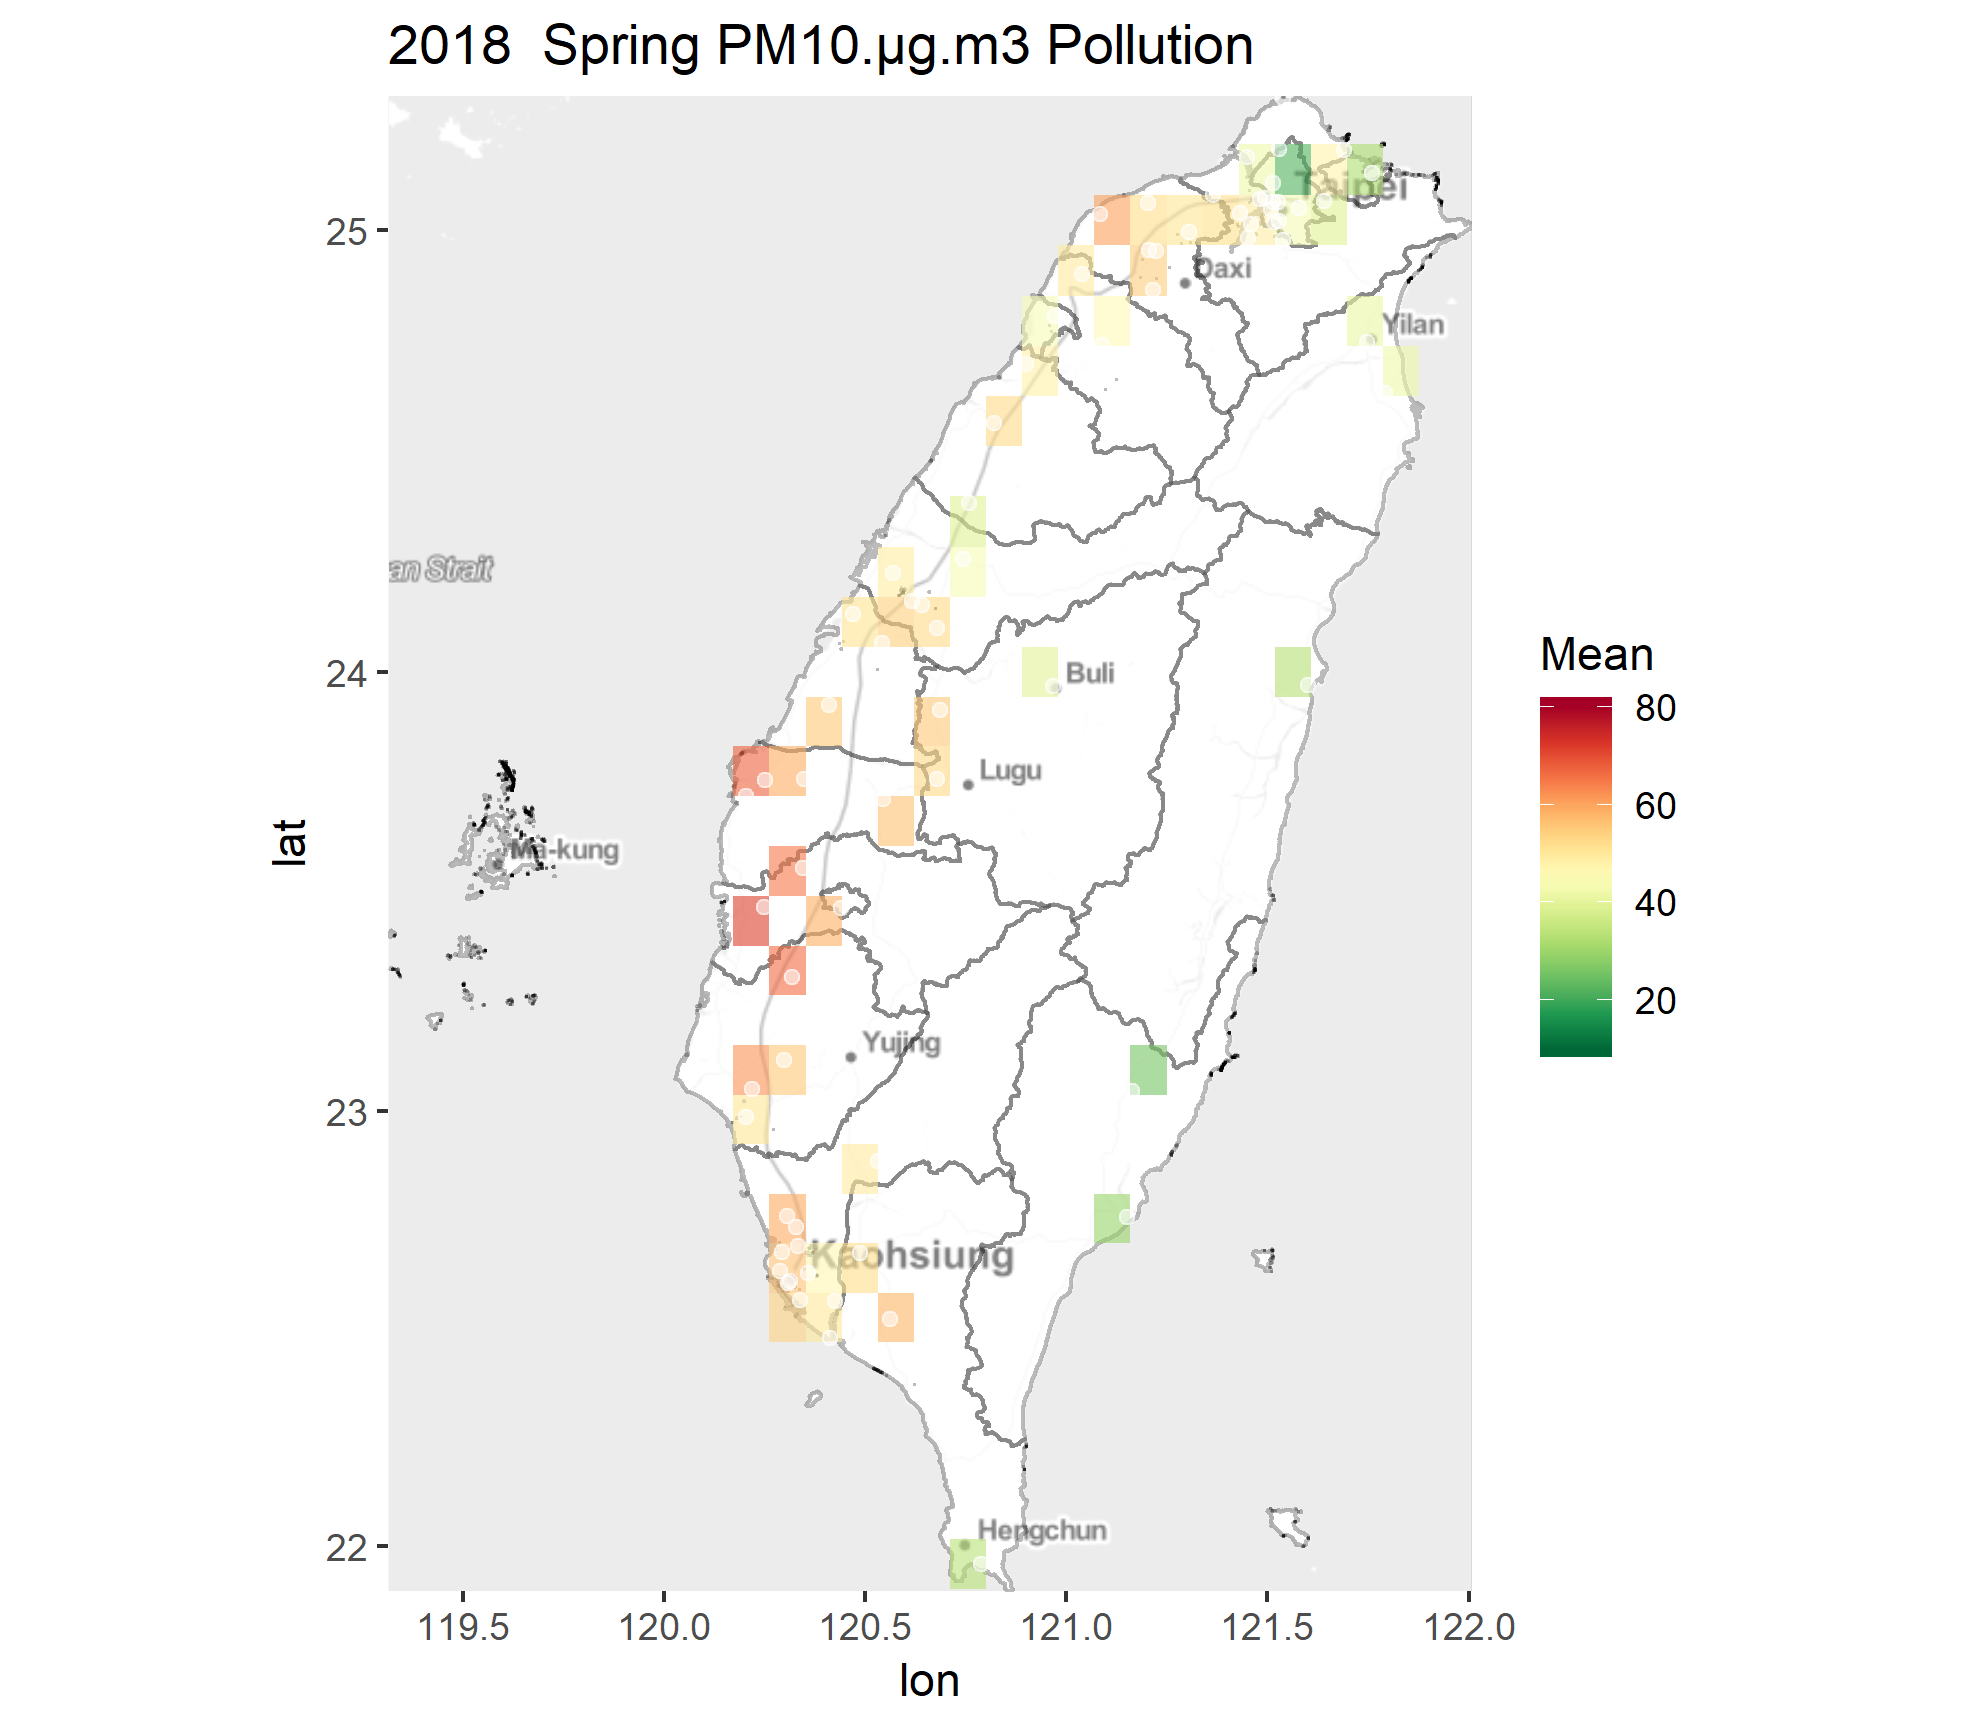 2018  Spring PM10.µg.m3 Pollution
25
24
23
22
lat
Taipei
Daxi
Yilan
an Strait
Buli
Lugu
Ma-kung
Yujing
Kaohsiung
Hengchun
119.5
120.0
120.5
121.0
121.5
122.0
lon
Mean
80
60
40
20